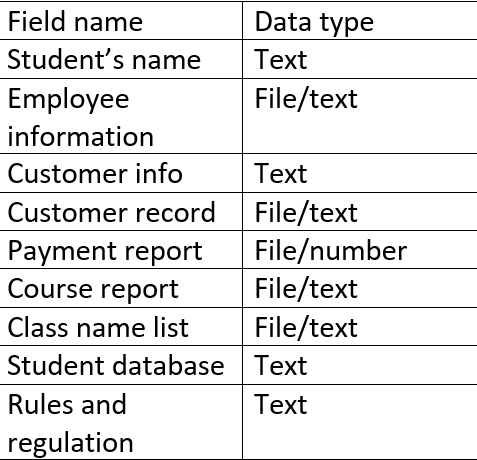 Field name Data type
Student’s name Text
Employee File/text
information
Customer info Text
Customer record File/text
Payment report File/number
Course report File/text
Class name list File/text
Student database Text
Rules and Text
regulation